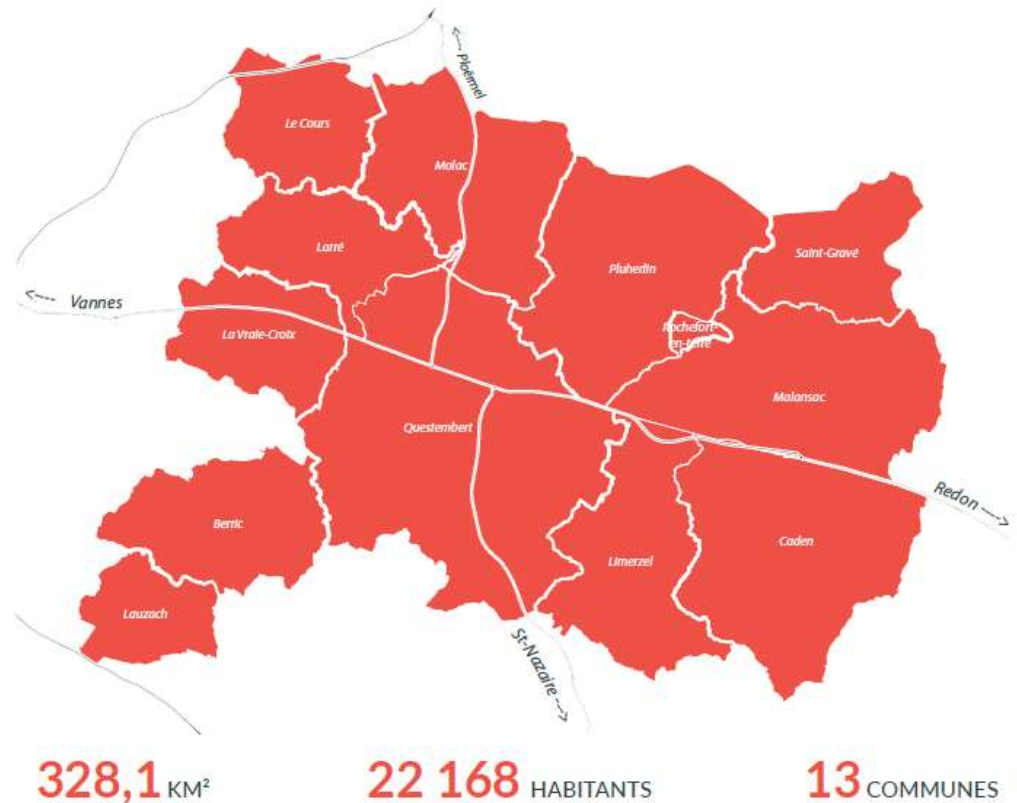 Ploërmel
Le Cours
Molac
Larré
Pluherlin
Saint-Gravé
Vannes
La Vraie-Croix
Rochefort-
en-terre
Malansac
Questembert
Redon
Berric
Limerzel
Caden
Lauzach
St-Nazaire
328,1 KM²
22 168 HABITANTS
13 COMMUNES